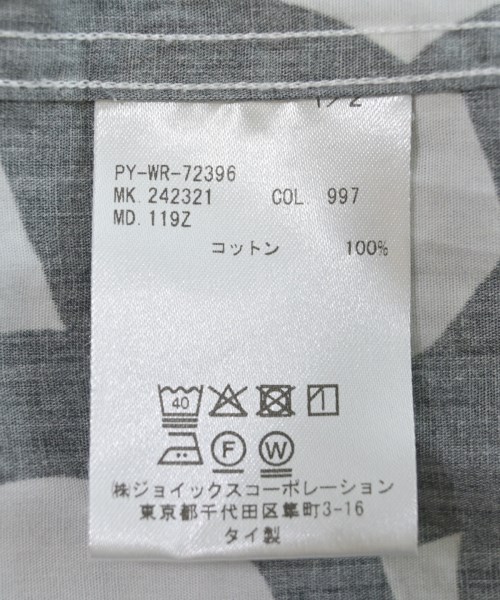 1/2
PY-WR-72396
MK. 242321 COL. 997
MD. 119Z
コットン 100%
40
F W
㈱ジョイックスコーポレーション
東京都千代田区隼町3-16
タイ製